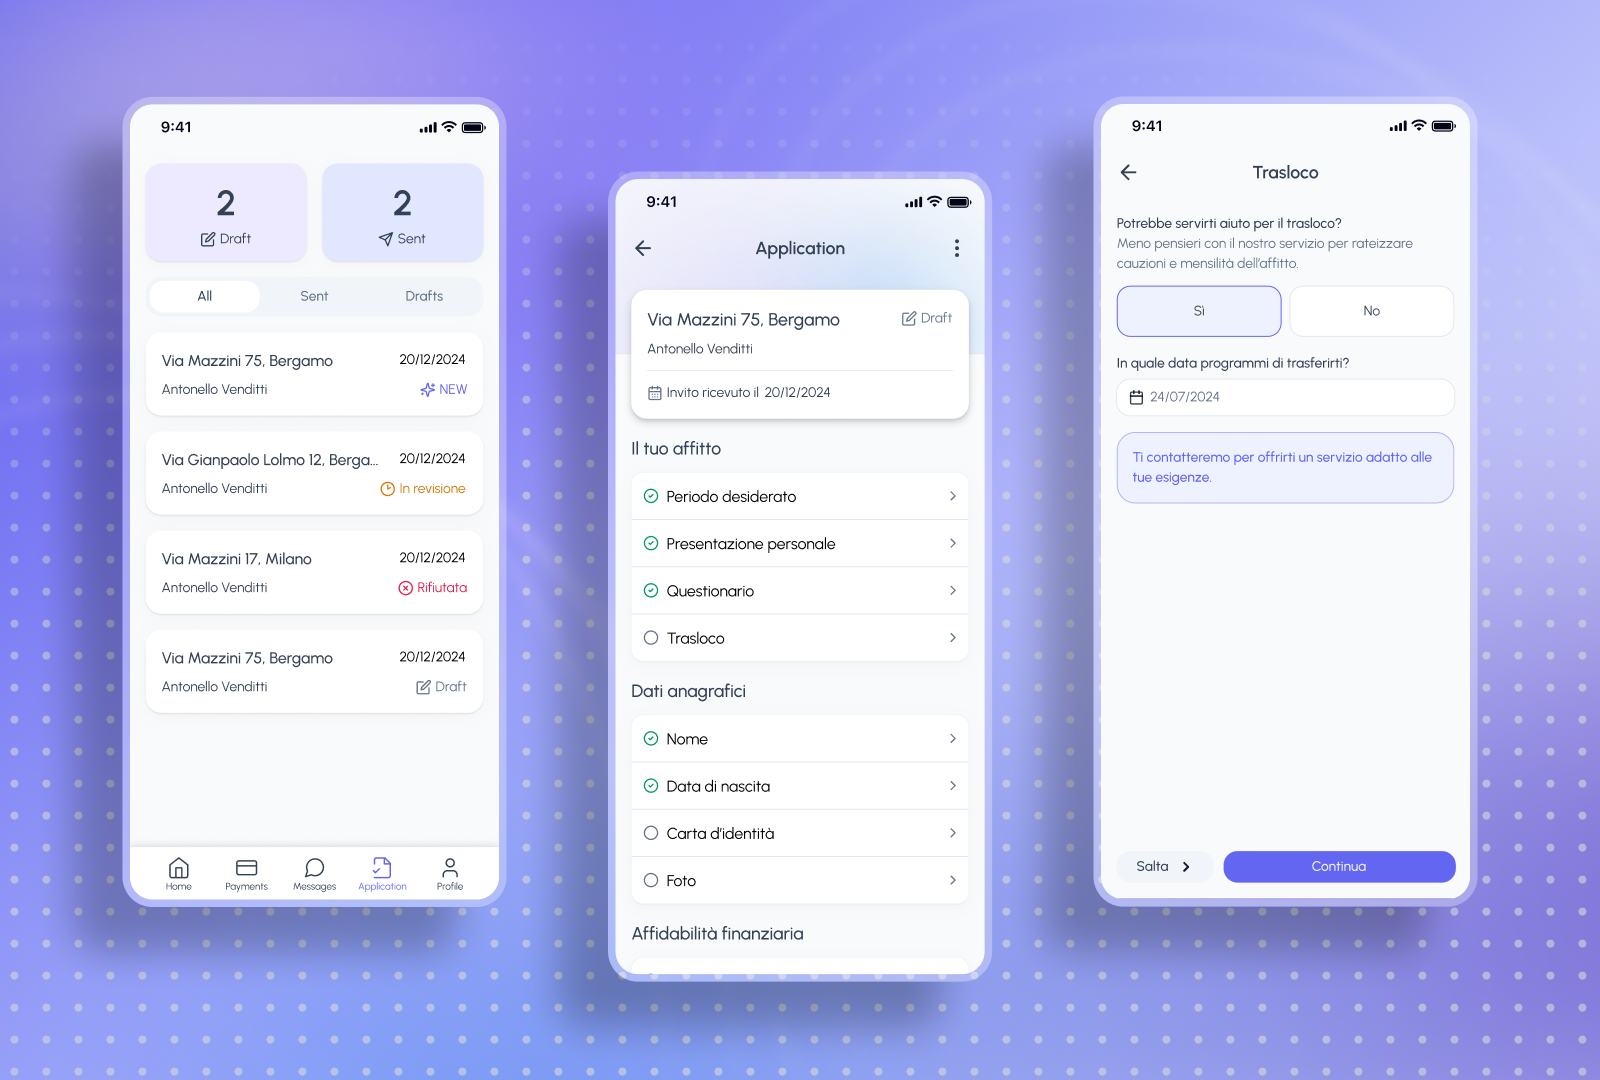 9:41
2
Draft
2
Sent
All
Sent
Drafts
Via Mazzini 75, Bergamo
20/12/2024
Antonello Venditti
NEW
Via Gianpaolo Lolmo 12, Berga...
20/12/2024
Antonello Venditti
In revisione
Via Mazzini 17, Milano
20/12/2024
Antonello Venditti
Rifiutata
Via Mazzini 75, Bergamo
20/12/2024
Antonello Venditti
Draft
Home
Payments
Messages
Application
Profile
9:41
Application
Via Mazzini 75, Bergamo
Draft
Antonello Venditti
Invito ricevuto il 20/12/2024
Il tuo affitto
Periodo desiderato
Presentazione personale
Questionario
Trasloco
Dati anagrafici
Nome
Data di nascita
Carta d'identità
Foto
Affidabilità finanziaria
9:41
Trasloco
Potrebbe servirti aiuto per il trasloco?
Meno pensieri con il nostro servizio per rateizzare
cauzioni e mensilità dell'affitto.
Sì
No
In quale data programmi di trasferirti?
24/07/2024
Ti contatteremo per offrirti un servizio adatto alle
tue esigenze.
Salta
Continua